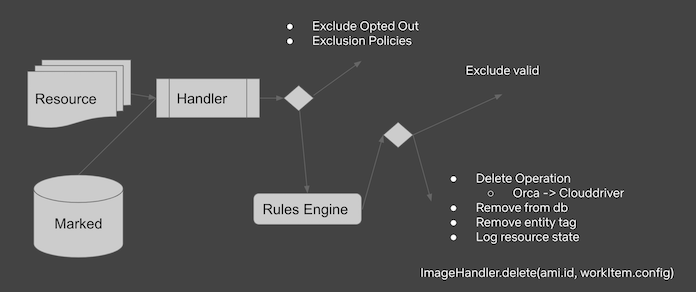 ● Exclude Opted Out
● Exclusion Policies
Resource
Handler
Exclude valid
Marked
Rules Engine
● Delete Operation
○ Orca -> Clouddriver
● Remove from db
● Remove entity tag
● Log resource state
ImageHandler.delete(ami.id, workItem.config)